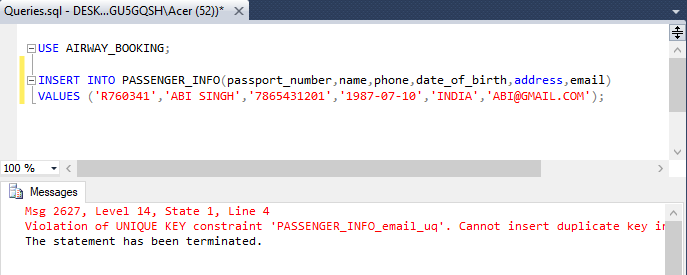 Queries.sql - DESK...GU5GQSH\Acer (52))*
USE AIRWAY_BOOKING;
INSERT INTO PASSENGER_INFO(passport_number,name,phone,date_of_birth,address,email)
VALUES ('R760341','ABI SINGH','7865431201','1987-07-10','INDIA','ABI@GMAIL.COM');
100 %
Messages
Msg 2627, Level 14, State 1, Line 4
Violation of UNIQUE KEY constraint 'PASSENGER_INFO_email_uq'. Cannot insert duplicate key in
The statement has been terminated.